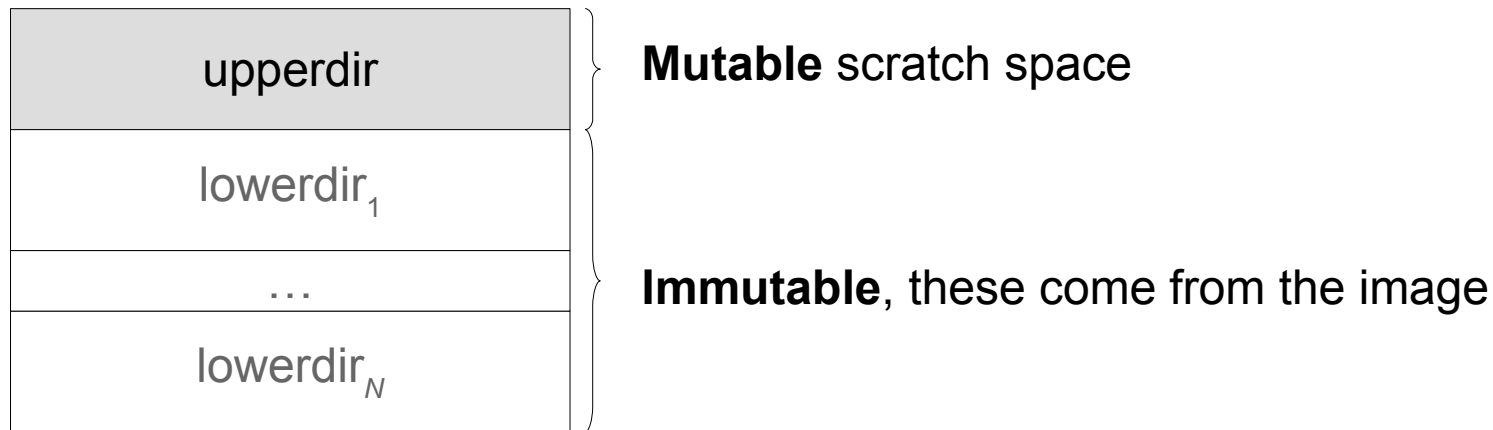 upperdir
Mutable scratch space
lowerdir1
…
Immutable, these come from the image
lowerdirN